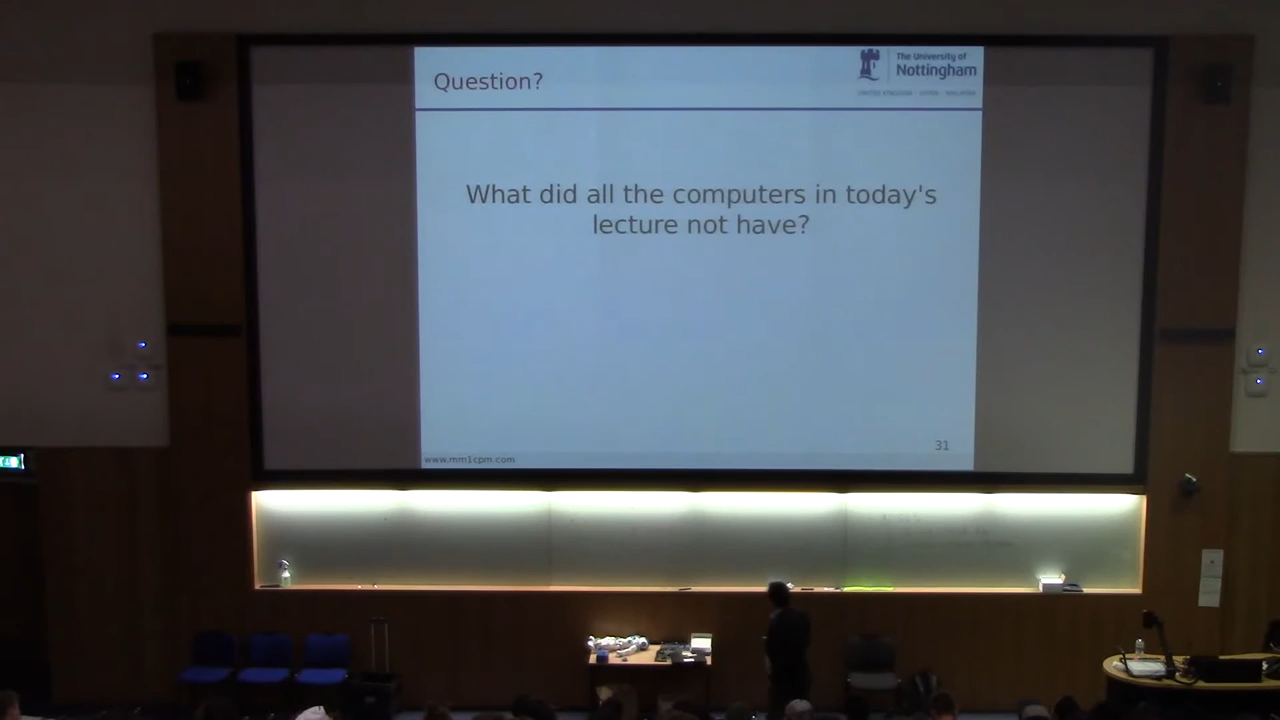 Question?
The University of
Nottingham
What did all the computers in today's
lecture not have?
31
www.mm1cpm.com